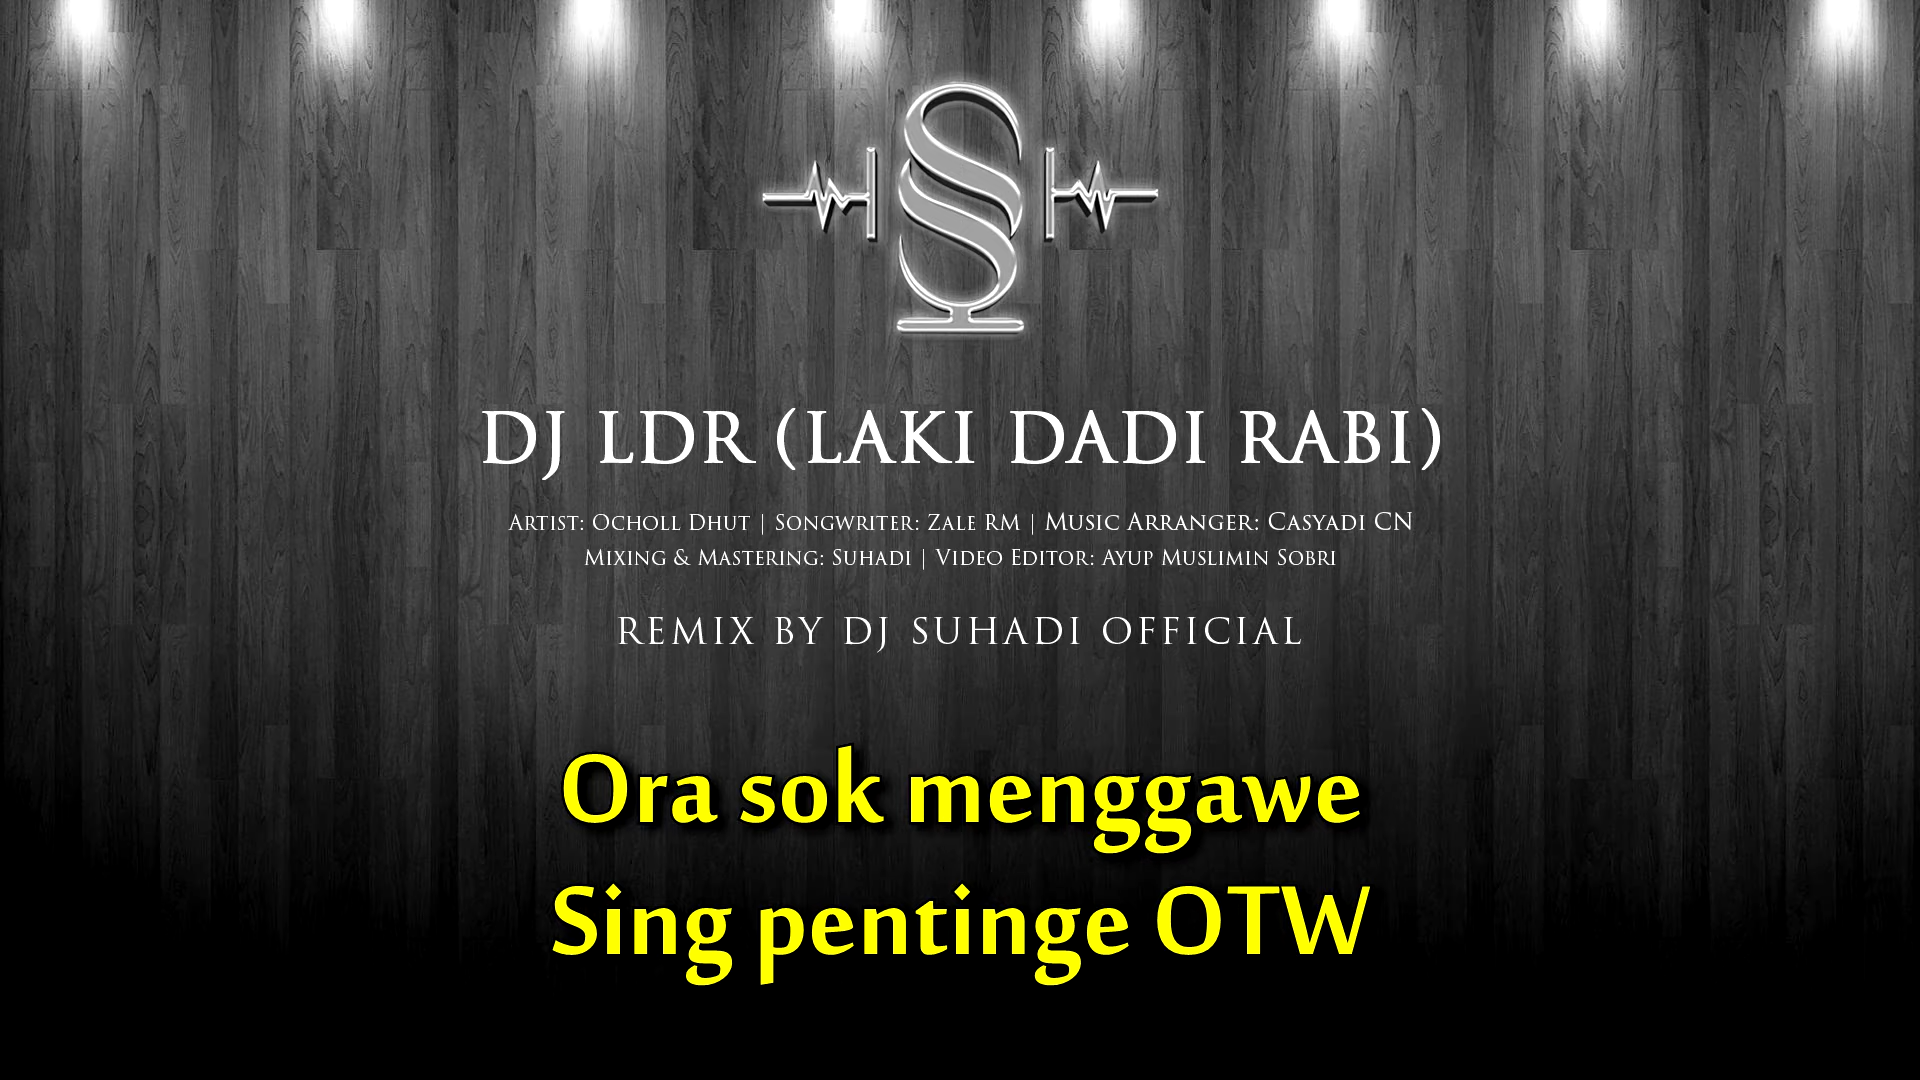 DJ LDR (LAKI DADI RABI)
ARTIST: OCHOLL DHUT | SONGWRITER: ZALE RM | MUSIC ARRANGER: CASYADI CN
MIXING & MASTERING: SUHADI | VIDEO EDITOR: AYUP MUSLIMIN SOBRI
REMIX BY DJ SUHADI OFFICIAL
Ora sok menggawe
Sing pentinge OTW